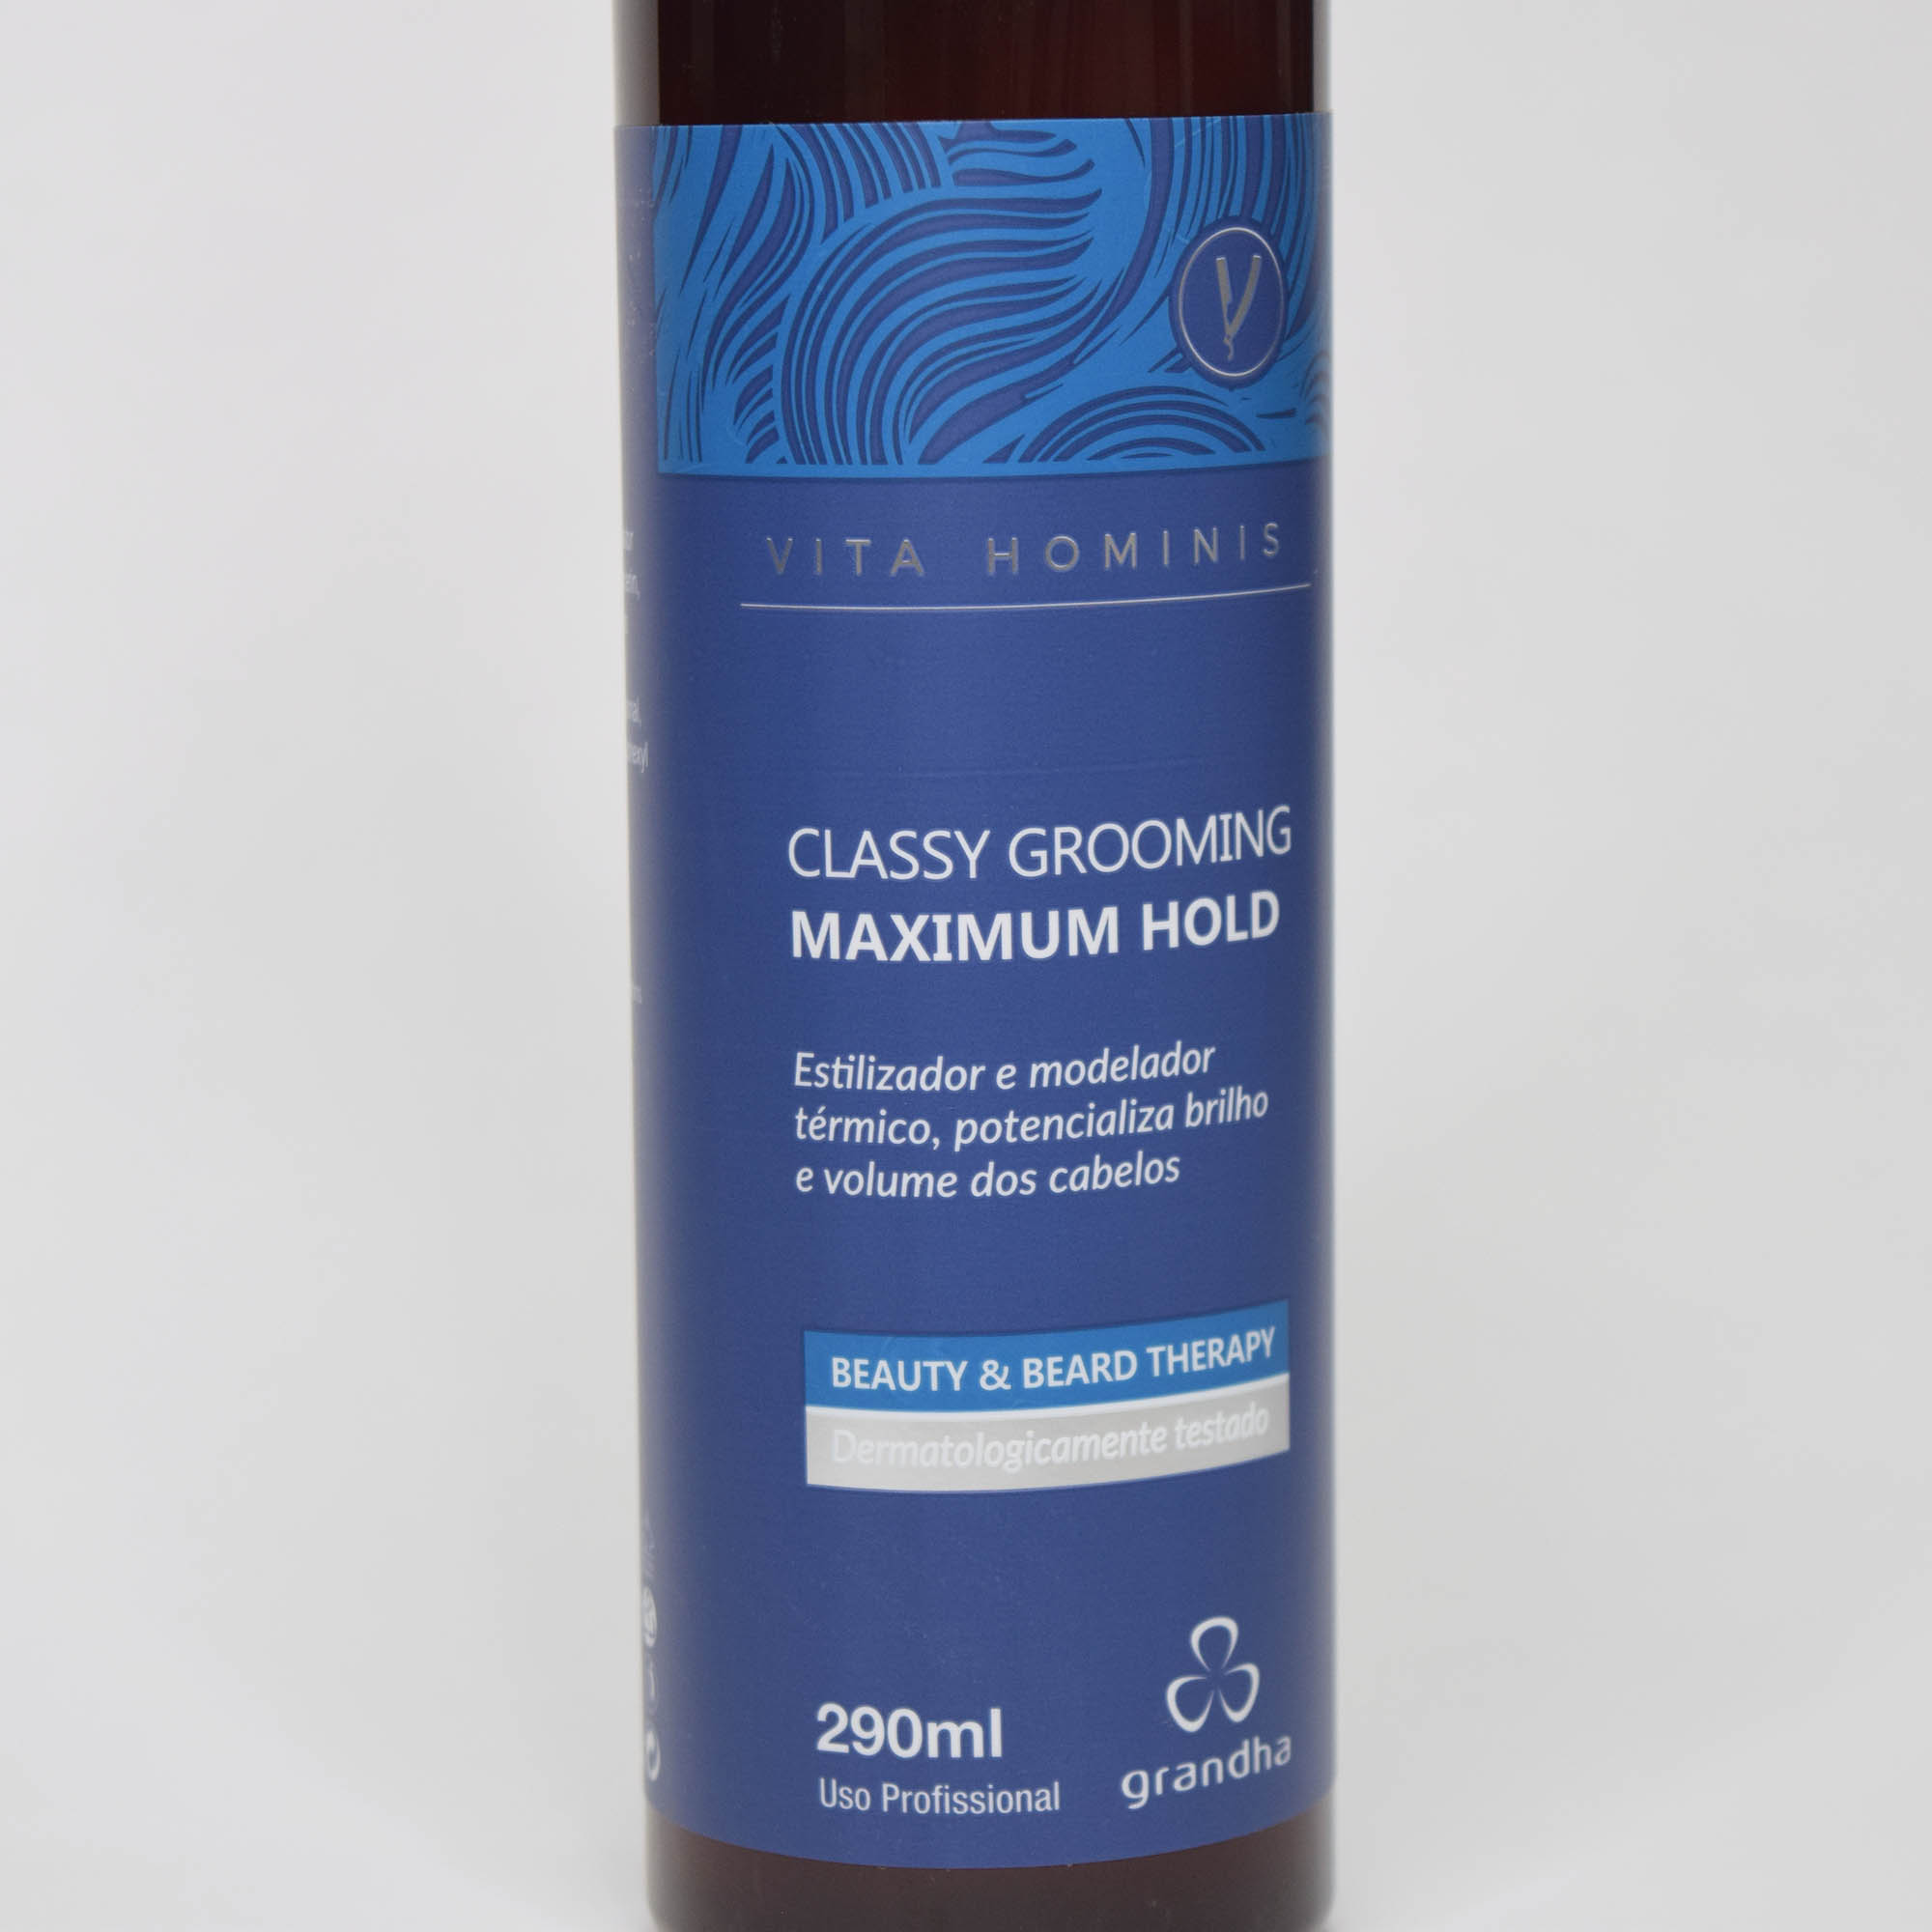 VITA HOMINIS
CLASSY GROOMING
MAXIMUM HOLD
Estilizador e modelador
térmico, potencializa brilho
e volume dos cabelos
BEAUTY & BEARD THERAPY
Dermatologicamente testado
290ml
Uso Profissional
grandha